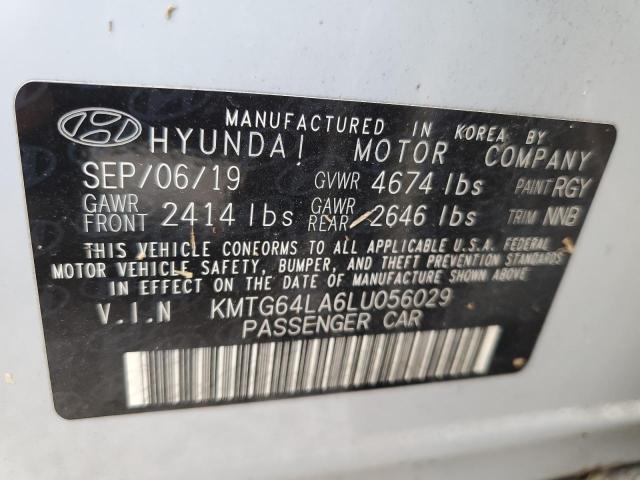 MANUFACTURED IN KOREA BY
HYUNDAI MOTOR COMPANY
SEP/06/19 GVWR 4674 lbs PAINT RGY
GAWR FRONT 2414 lbs GAWR REAR 2646 lbs TRIM NNB
THIS VEHICLE CONFORMS TO ALL APPLICABLE U.S.A. FEDERAL
MOTOR VEHICLE SAFETY, BUMPER, AND THEFT PREVENTION STANDARDS
IN EFFECT ON THE DATE OF MANUFACTURE SHOWN ABOVE.
V.I.N KMTG64LA6LU056029
PASSENGER CAR